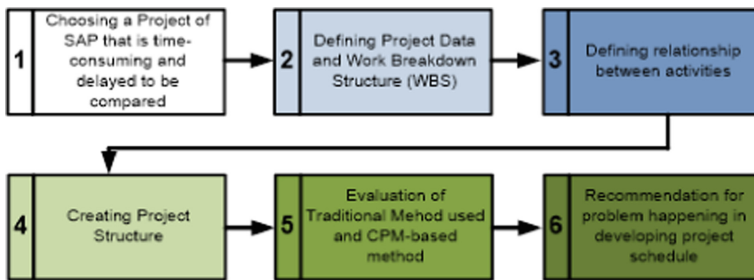 1
Choosing a Project of
SAP that is time-
consuming and
delayed to be
compared
2
Defining Project Data
and Work Breakdown
Structure (WBS)
3
Defining relationship
between activities
4
Creating Project
Structure
5
Evaluation of
Traditional Mehod used
and CPM-based
method
6
Recommendation for
problem happening in
developing project
schedule